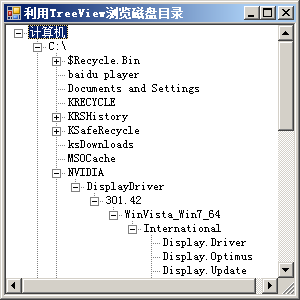 利用TreeView浏览磁盘目录
计算机
C:\
$Recycle.Bin
baidu player
Documents and Settings
KRECYCLE
KRSHistory
KSafeRecycle
ksDownloads
MSOCache
NVIDIA
DisplayDriver
301.42
WinVista_Win7_64
International
Display.Driver
Display.Optimus
Display.Update